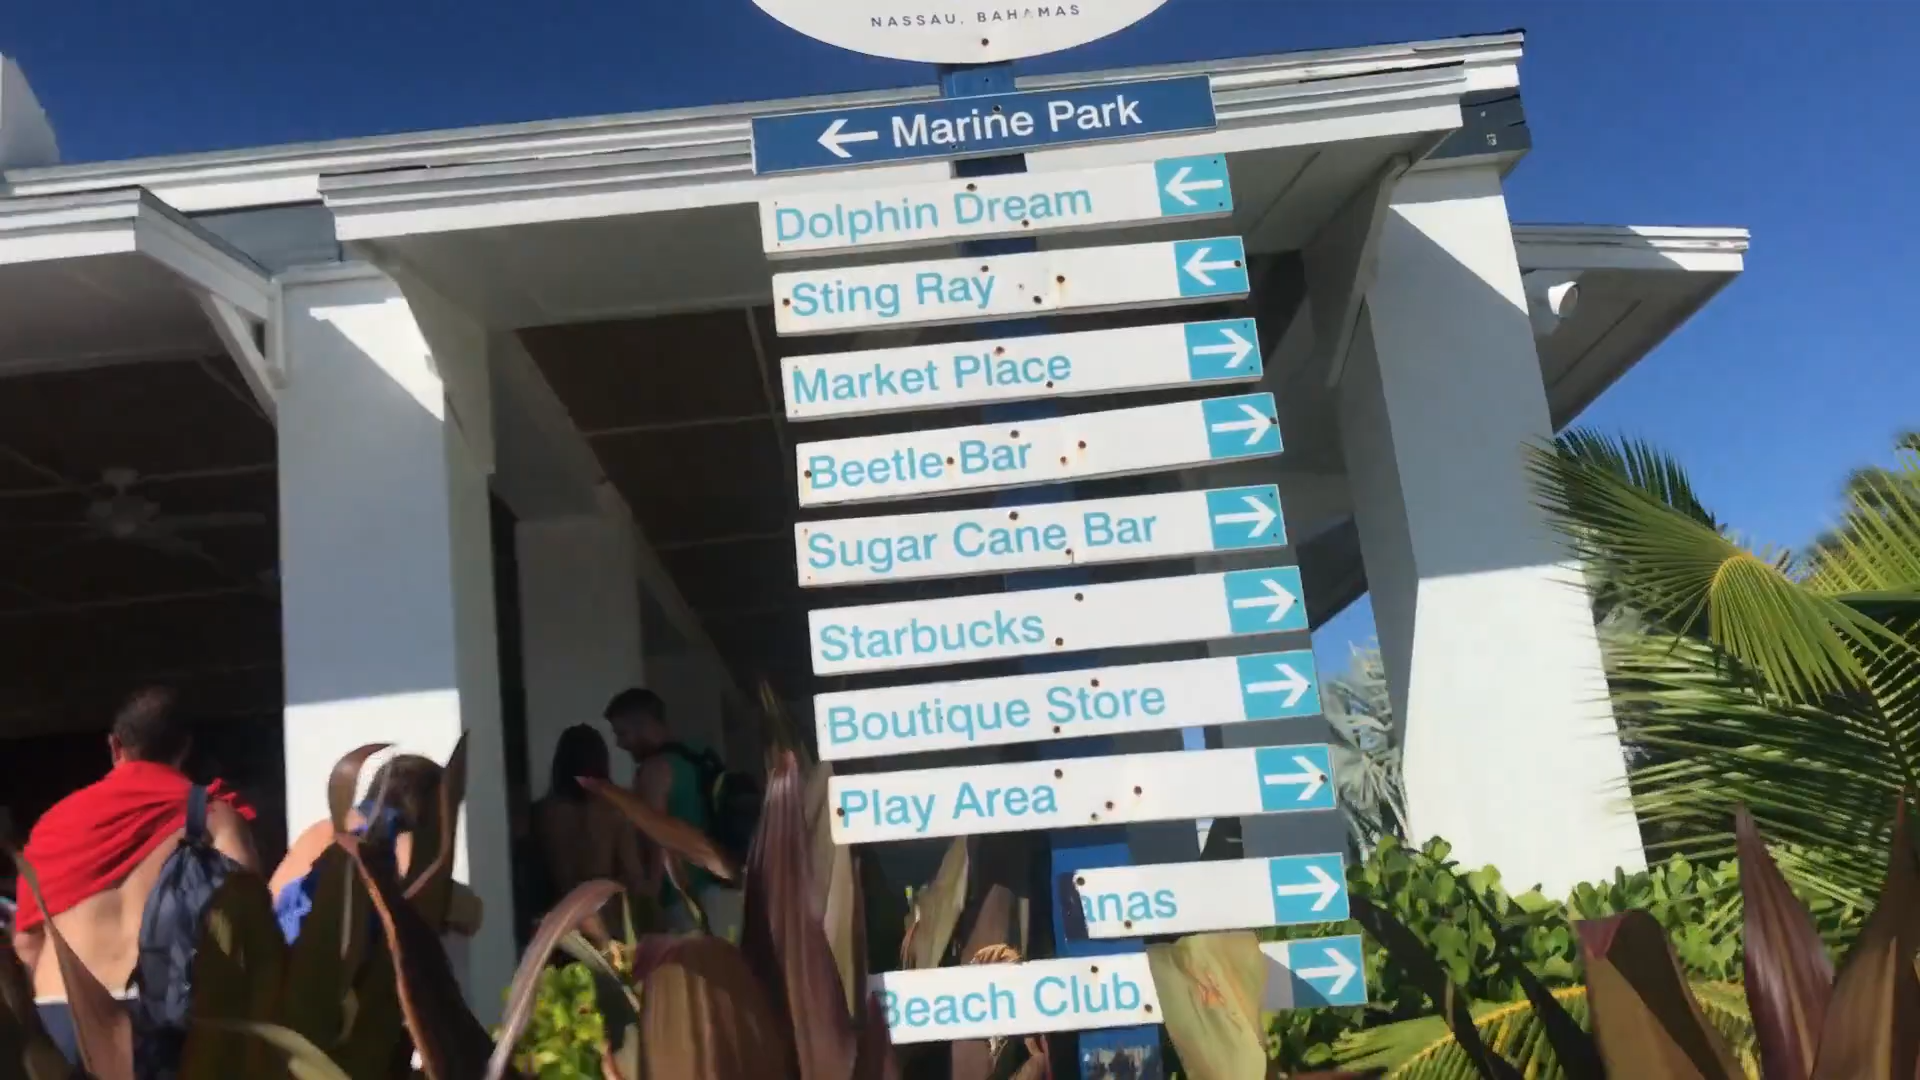 NASSAU, BAHAMAS
← Marine Park
Dolphin Dream ←
Sting Ray ←
Market Place →
Beetle Bar →
Sugar Cane Bar →
Starbucks →
Boutique Store →
Play Area →
→
Beach Club →